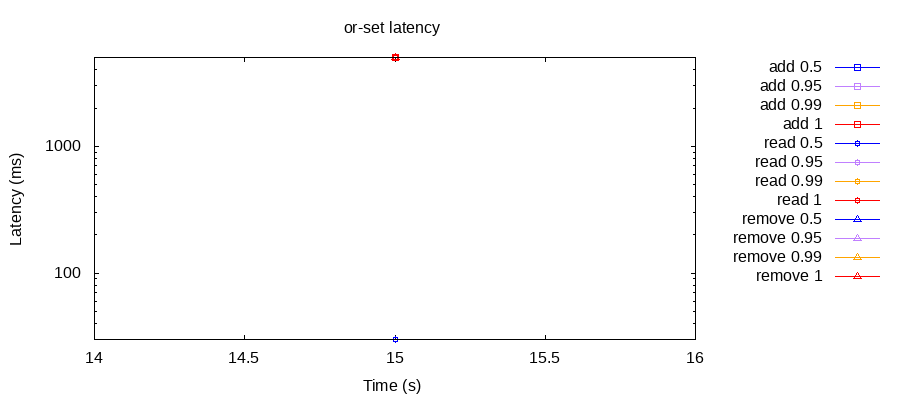 or-set latency
1000
100
Latency (ms)
14 14.5 15 15.5 16
Time (s)
add 0.5
add 0.95
add 0.99
add 1
read 0.5
read 0.95
read 0.99
read 1
remove 0.5
remove 0.95
remove 0.99
remove 1